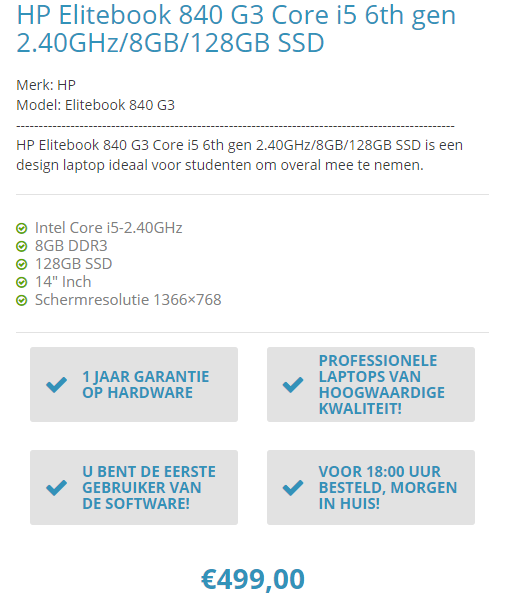 HP Elitebook 840 G3 Core i5 6th gen
2.40GHz/8GB/128GB SSD
Merk: HP
Model: Elitebook 840 G3
-------------------------------------------------------------------------------------------------
HP Elitebook 840 G3 Core i5 6th gen 2.40GHz/8GB/128GB SSD is een
design laptop ideaal voor studenten om overal mee te nemen.
Intel Core i5-2.40GHz
8GB DDR3
128GB SSD
14" Inch
Schermresolutie 1366×768
1 JAAR GARANTIE
OP HARDWARE
PROFESSIONELE
LAPTOPS VAN
HOOGWAARDIGE
KWALITEIT!
U BENT DE EERSTE
GEBRUIKER VAN
DE SOFTWARE!
VOOR 18:00 UUR
BESTELD, MORGEN
IN HUIS!
€499,00